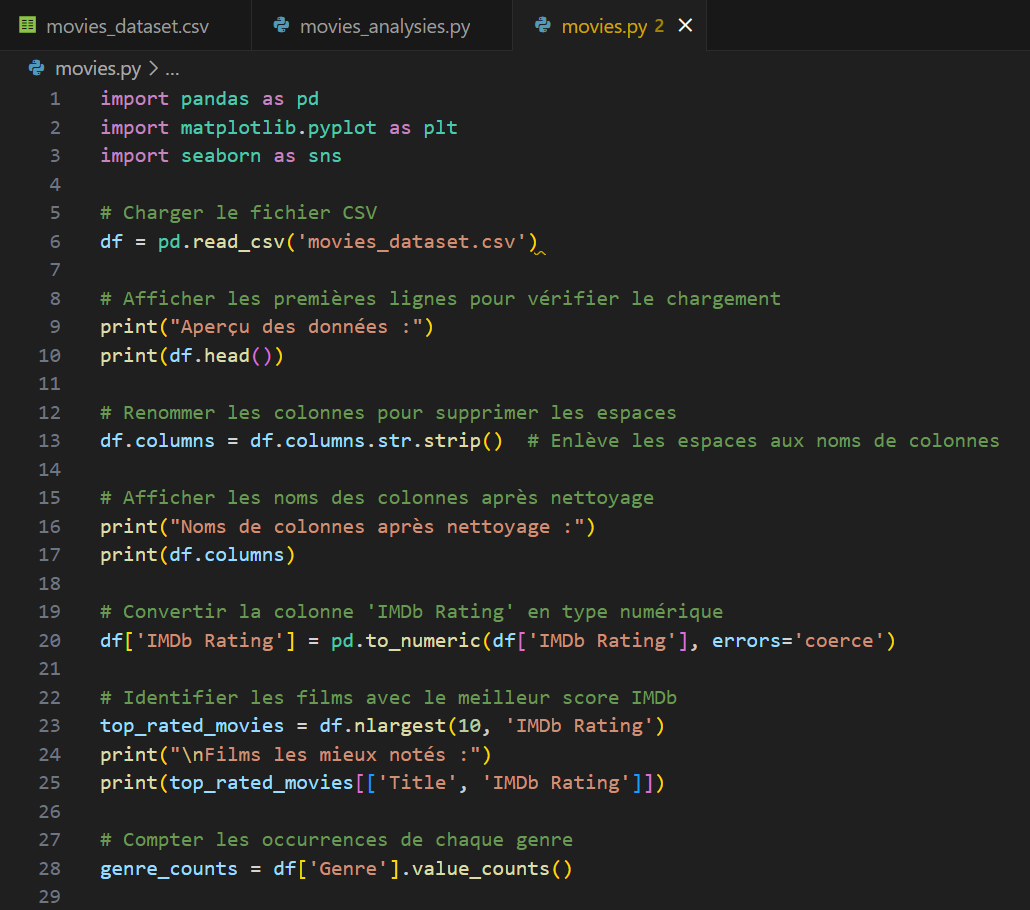 movies_dataset.csv movies_analysies.py movies.py 2
movies.py > ...
1 import pandas as pd
2 import matplotlib.pyplot as plt
3 import seaborn as sns
4
5 # Charger le fichier CSV
6 df = pd.read_csv('movies_dataset.csv')
7
8 # Afficher les premières lignes pour vérifier le chargement
9 print("Aperçu des données :")
10 print(df.head())
11
12 # Renommer les colonnes pour supprimer les espaces
13 df.columns = df.columns.str.strip()  # Enlève les espaces aux noms de colonnes
14
15 # Afficher les noms des colonnes après nettoyage
16 print("Noms de colonnes après nettoyage :")
17 print(df.columns)
18
19 # Convertir la colonne 'IMDb Rating' en type numérique
20 df['IMDb Rating'] = pd.to_numeric(df['IMDb Rating'], errors='coerce')
21
22 # Identifier les films avec le meilleur score IMDb
23 top_rated_movies = df.nlargest(10, 'IMDb Rating')
24 print("\nFilms les mieux notés :")
25 print(top_rated_movies[['Title', 'IMDb Rating']])
26
27 # Compter les occurrences de chaque genre
28 genre_counts = df['Genre'].value_counts()
29